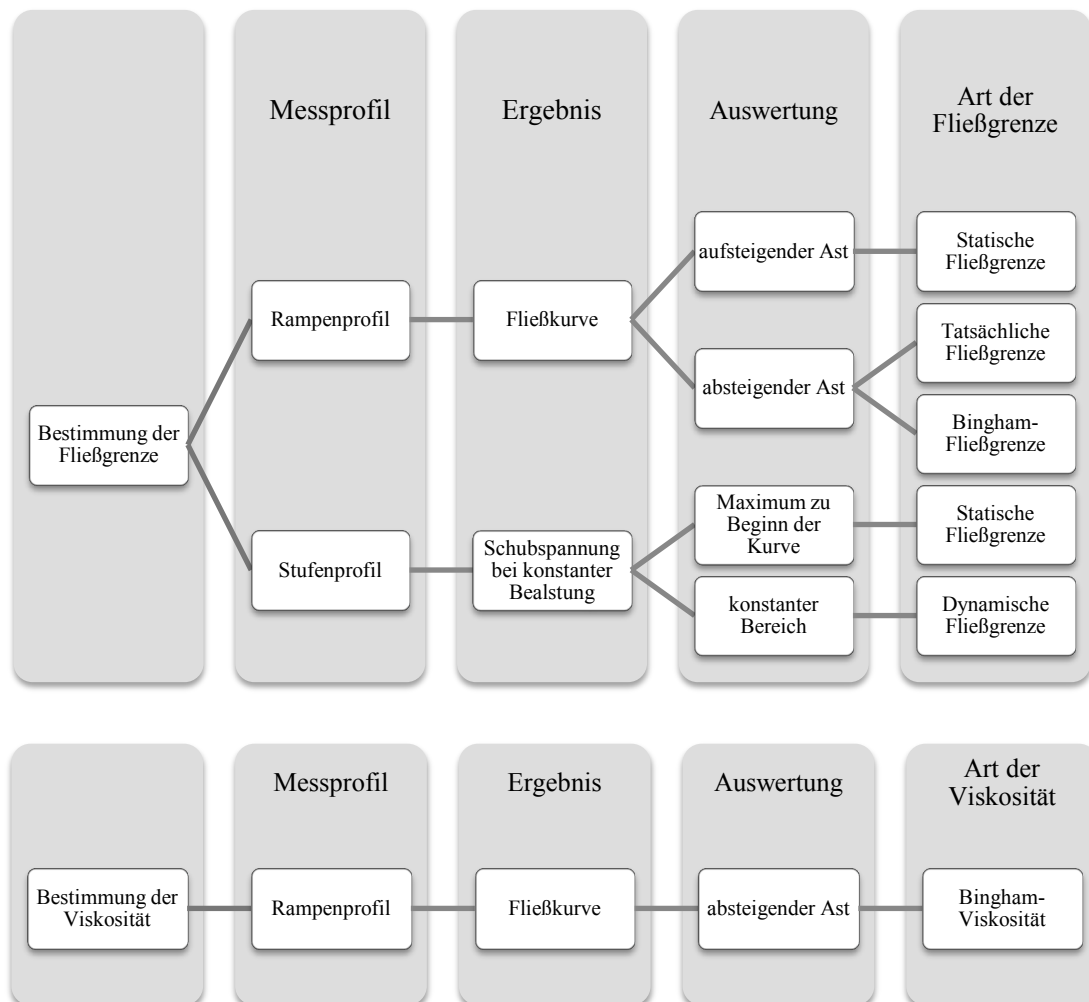 Messprofil
Ergebnis
Auswertung
Art der
Fließgrenze
Bestimmung der
Fließgrenze
Rampenprofil
Fließkurve
aufsteigender Ast
Statische
Fließgrenze
absteigender Ast
Tatsächliche
Fließgrenze
Bingham-
Fließgrenze
Stufenprofil
Schubspannung
bei konstanter
Bealstung
Maximum zu
Beginn der
Kurve
Statische
Fließgrenze
konstanter
Bereich
Dynamische
Fließgrenze
Messprofil
Ergebnis
Auswertung
Art der
Viskosität
Bestimmung der
Viskosität
Rampenprofil
Fließkurve
absteigender Ast
Bingham-
Viskosität